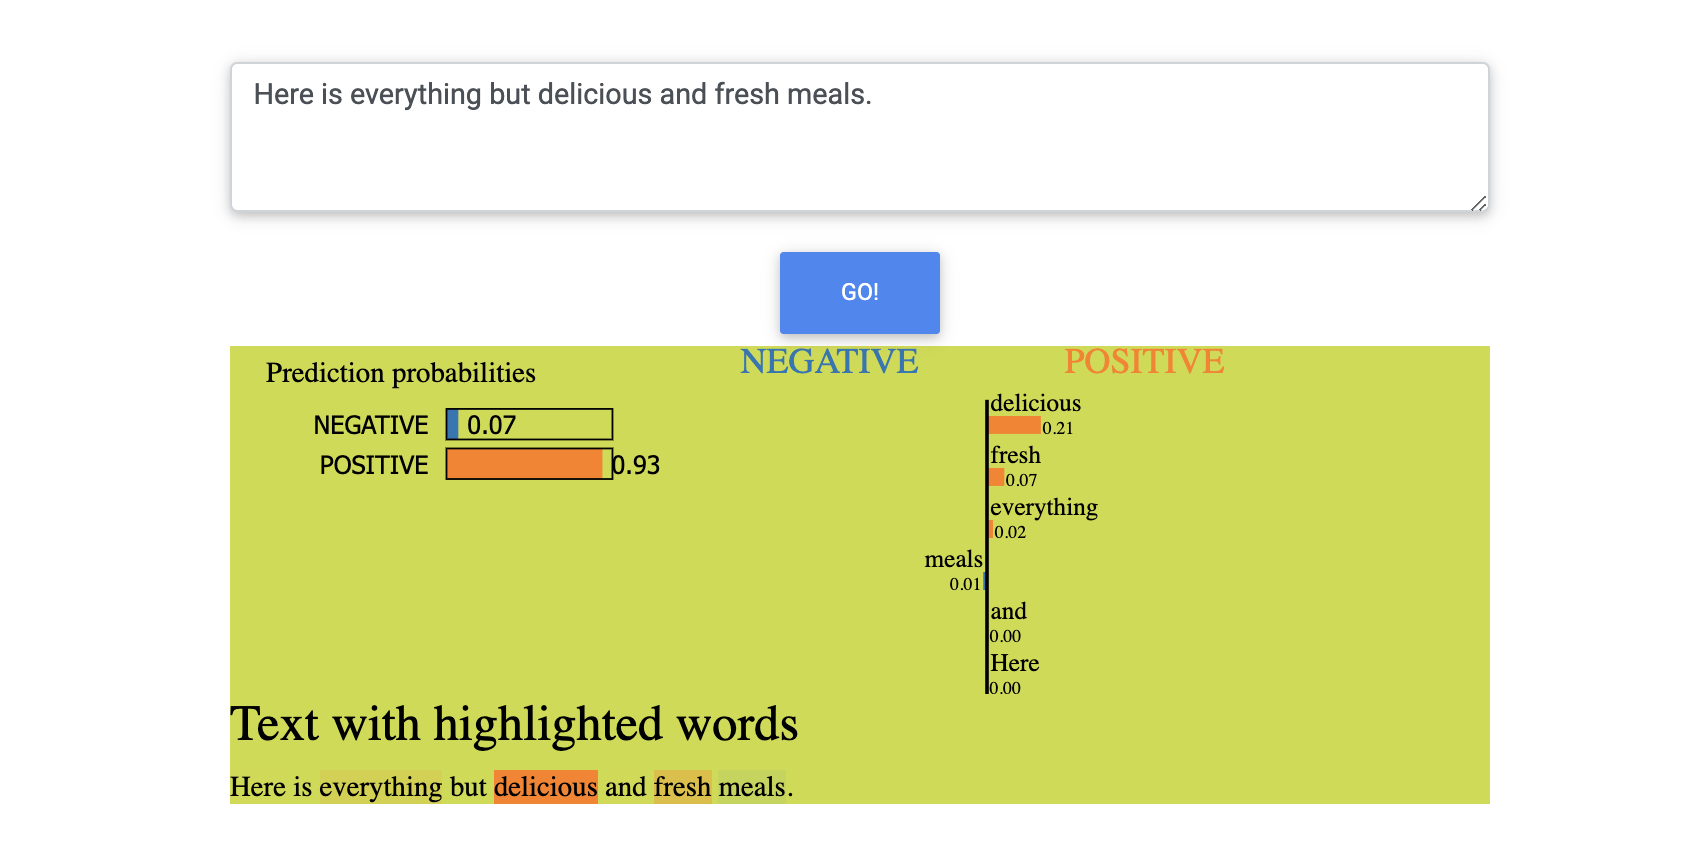 Here is everything but delicious and fresh meals.
GO!
Prediction probabilities
NEGATIVE 0.07
POSITIVE 0.93
NEGATIVE POSITIVE
delicious
0.21
fresh
0.07
everything
0.02
meals
0.01
and
0.00
Here
0.00
Text with highlighted words
Here is everything but delicious and fresh meals.